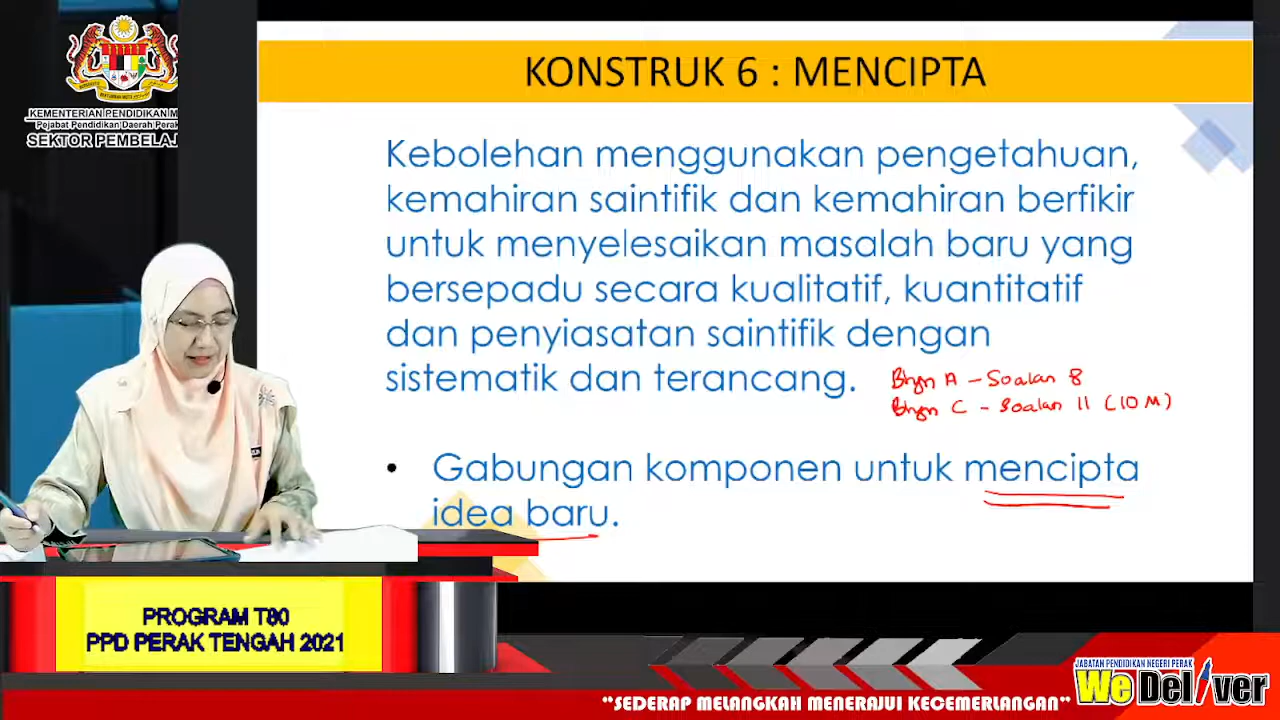 KEMENTERIAN PENDIDIKAN M
Pejabat Pendidikan Daerah Perak
SEKTOR PEMBELAJ
KONSTRUK 6 : MENCIPTA
Kebolehan menggunakan pengetahuan,
kemahiran saintifik dan kemahiran berfikir
untuk menyelesaikan masalah baru yang
bersepadu secara kualitatif, kuantitatif
dan penyiasatan saintifik dengan
sistematik dan terancang.
Bhgn A - Soalan 8
Bhgn C - Soalan 11 (10 M)
• Gabungan komponen untuk mencipta
idea baru.
PROGRAM T80
PPD PERAK TENGAH 2021
"SEDERAP MELANGKAH MENERAJUI KECEMERLANGAN"
JABATAN PENDIDIKAN NEGERI PERAK
We Deliver